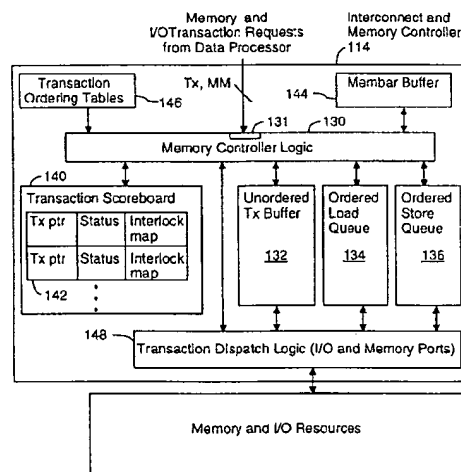 Memory and
I/OTransaction Requests
from Data Processor
Interconnect and
Memory Controller
114
Transaction
Ordering Tables
146
Tx, MM
144
Membar Buffer
131
130
Memory Controller Logic
140
Transaction Scoreboard
Tx ptr Status Interlock map
Tx ptr Status Interlock map
142
Unordered
Tx Buffer
132
Ordered
Load
Queue
134
Ordered
Store
Queue
136
148
Transaction Dispatch Logic (I/O and Memory Ports)
Memory and I/O Resources